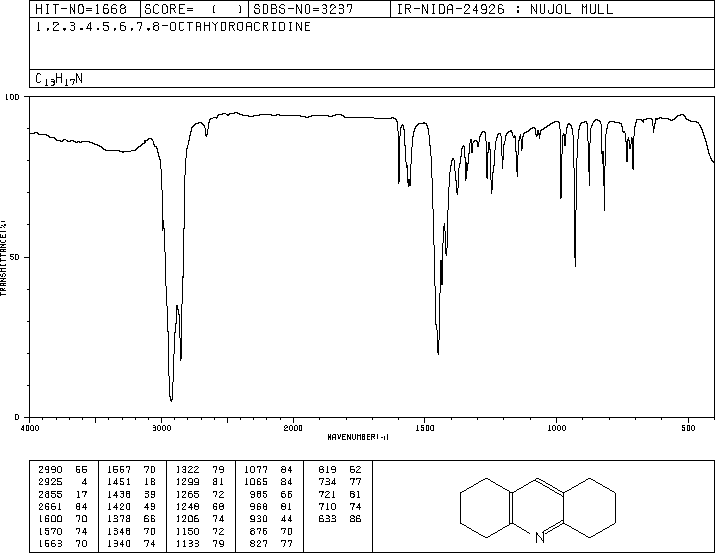 HIT-NO=1668 SCORE= ( ) SDBS-NO=3237 IR-NIDA-24926 : NUJOL MULL
1,2,3,4,5,6,7,8-OCTAHYDROACRIDINE
C13H17N
100
50
0
TRANSMITTANCE(%)
4000 3000 2000 1500 1000 500
WAVENUMBER(-1)
2990 66 1567 70 1322 79 1077 84 819 62
2925 4 1451 18 1299 81 1065 84 734 77
2855 17 1438 39 1265 72 985 66 721 81
2661 84 1420 49 1248 68 968 81 710 74
1600 70 1378 66 1206 74 930 44 633 86
1570 74 1348 70 1150 72 876 70
1563 70 1340 74 1133 79 827 77
N